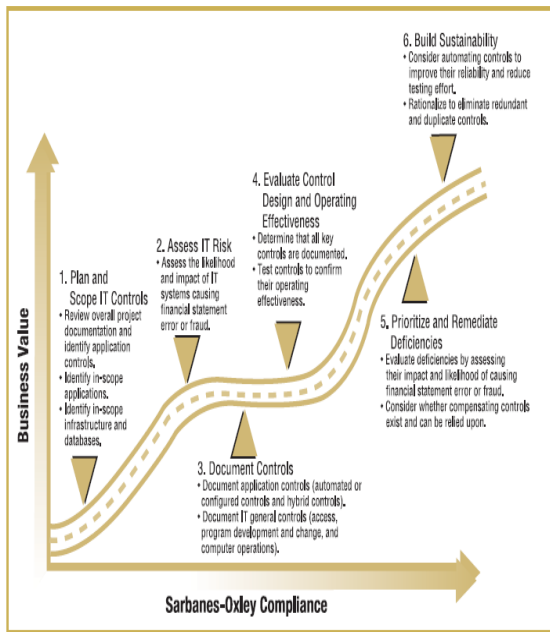 6. Build Sustainability
• Consider automating controls to
improve their reliability and reduce
testing effort.
• Rationalize to eliminate redundant
and duplicate controls.
4. Evaluate Control
Design and Operating
Effectiveness
• Determine that all key
controls are documented.
• Test controls to confirm
their operating
effectiveness.
2. Assess IT Risk
• Assess the likelihood
and impact of IT
systems causing
financial statement
error or fraud.
1. Plan and
Scope IT Controls
• Review overall project
documentation and
identify application
controls.
• Identify in-scope
applications.
• Identify in-scope
infrastructure and
databases.
5. Prioritize and Remediate
Deficiencies
• Evaluate deficiencies by assessing
their impact and likelihood of causing
financial statement error or fraud.
• Consider whether compensating controls
exist and can be relied upon.
3. Document Controls
• Document application controls (automated or
configured controls and hybrid controls).
• Document IT general controls (access,
program development and change, and
computer operations).
Business Value
Sarbanes-Oxley Compliance